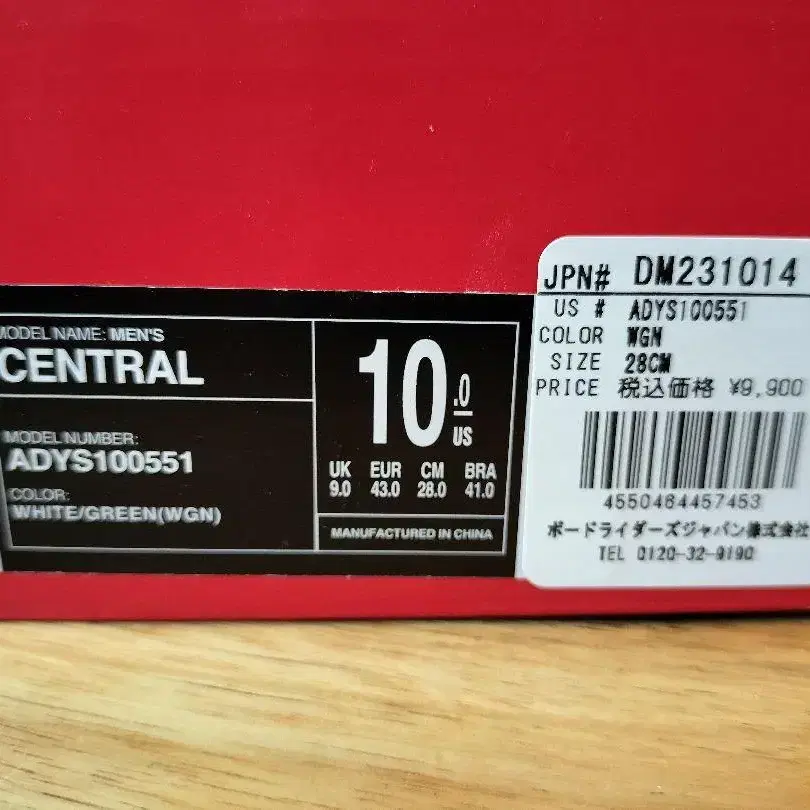 MODEL NAME: MEN'S
CENTRAL
MODEL NUMBER:
ADYS100551
COLOR:
WHITE/GREEN(WGN)
10.0
US
UK EUR CM BRA
9.0 43.0 28.0 41.0
MANUFACTURED IN CHINA
JPN# DM231014
US # ADYS100551
COLOR WGN
SIZE 28CM
PRICE 税込価格 ¥9,900
4550464457453
ボードライダーズジャパン株式会社
TEL 0120-32-9190